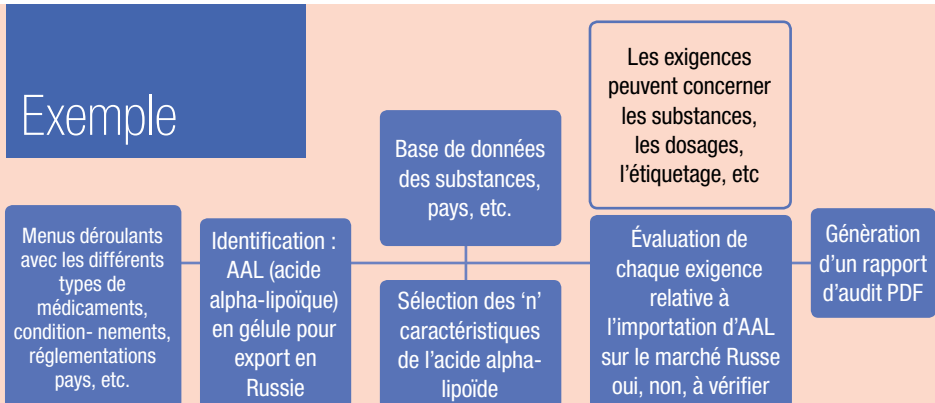 Exemple
Menus déroulants
avec les différents
types de
médicaments,
condition- nements,
réglementations
pays, etc.
Identification :
AAL (acide
alpha-lipoïque)
en gélule pour
export en
Russie
Base de données
des substances,
pays, etc.
Sélection des ‘n’
caractéristiques
de l’acide alpha-
lipoïde
Les exigences
peuvent concerner
les substances,
les dosages,
l’étiquetage, etc
Évaluation de
chaque exigence
relative à
l’importation d’AAL
sur le marché Russe
oui, non, à vérifier
Génèration
d’un rapport
d’audit PDF